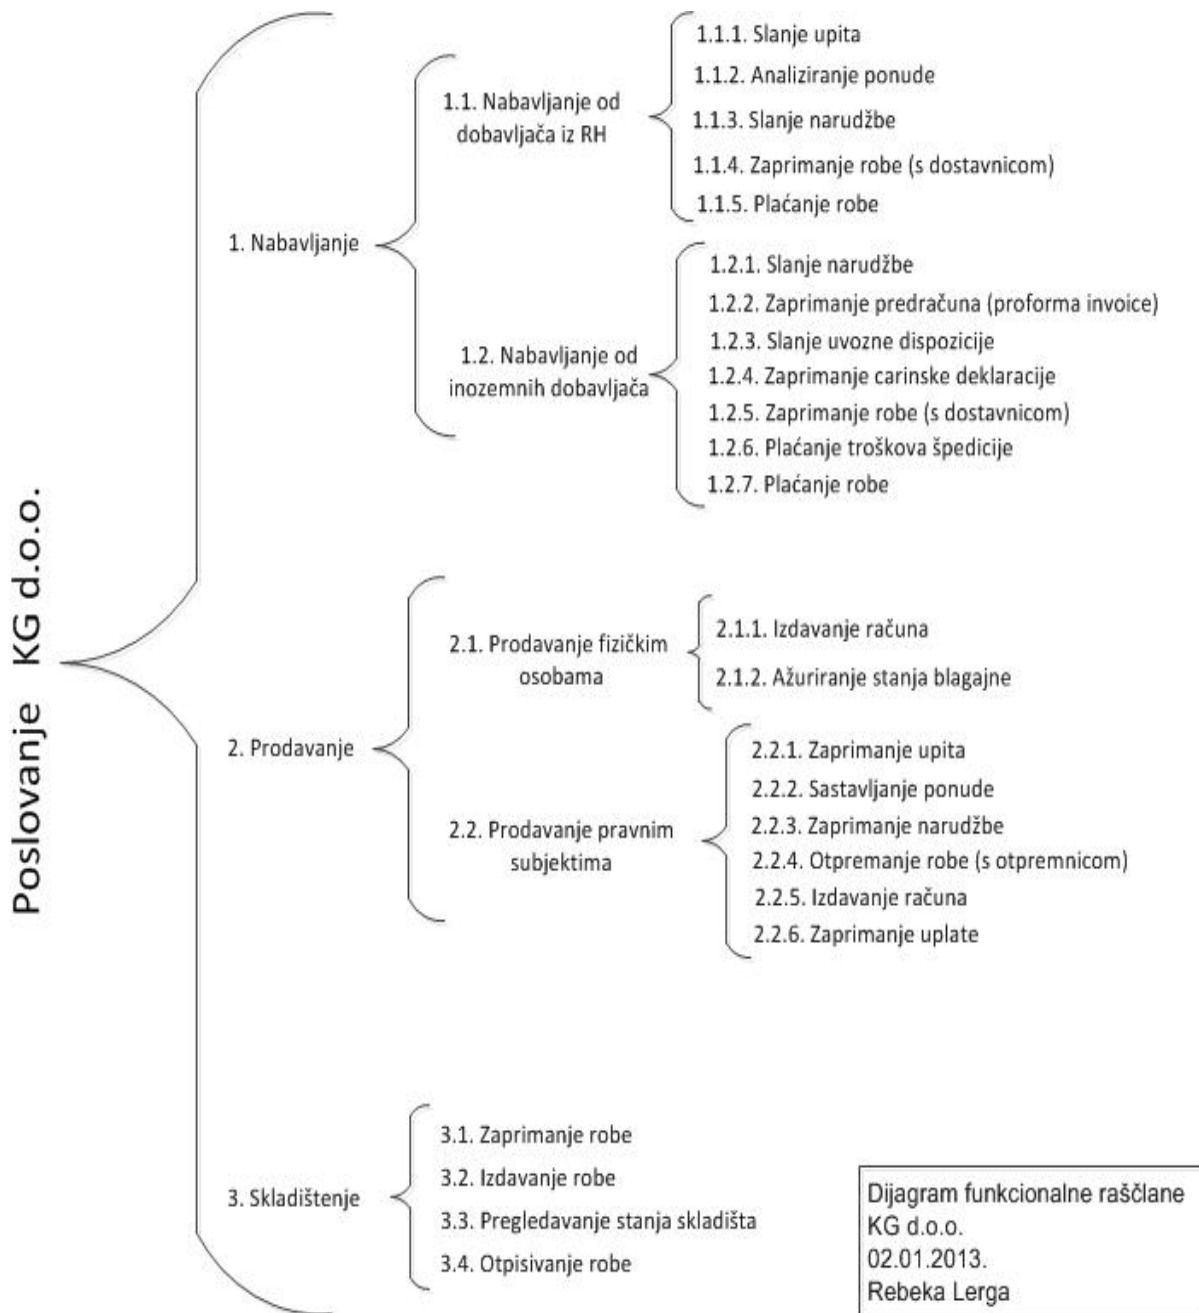 Poslovanje KG d.o.o.
1. Nabavljanje
1.1. Nabavljanje od
dobavljača iz RH
1.1.1. Slanje upita
1.1.2. Analiziranje ponude
1.1.3. Slanje narudžbe
1.1.4. Zaprimanje robe (s dostavnicom)
1.1.5. Plaćanje robe
1.2. Nabavljanje od
inozemnih dobavljača
1.2.1. Slanje narudžbe
1.2.2. Zaprimanje predračuna (proforma invoice)
1.2.3. Slanje uvozne dispozicije
1.2.4. Zaprimanje carinske deklaracije
1.2.5. Zaprimanje robe (s dostavnicom)
1.2.6. Plaćanje troškova špedicije
1.2.7. Plaćanje robe
2. Prodavanje
2.1. Prodavanje fizičkim
osobama
2.1.1. Izdavanje računa
2.1.2. Ažuriranje stanja blagajne
2.2. Prodavanje pravnim
subjektima
2.2.1. Zaprimanje upita
2.2.2. Sastavljanje ponude
2.2.3. Zaprimanje narudžbe
2.2.4. Otpremanje robe (s otpremnicom)
2.2.5. Izdavanje računa
2.2.6. Zaprimanje uplate
3. Skladištenje
3.1. Zaprimanje robe
3.2. Izdavanje robe
3.3. Pregledavanje stanja skladišta
3.4. Otpisivanje robe
Dijagram funkcionalne raščlane
KG d.o.o.
02.01.2013.
Rebeka Lerga